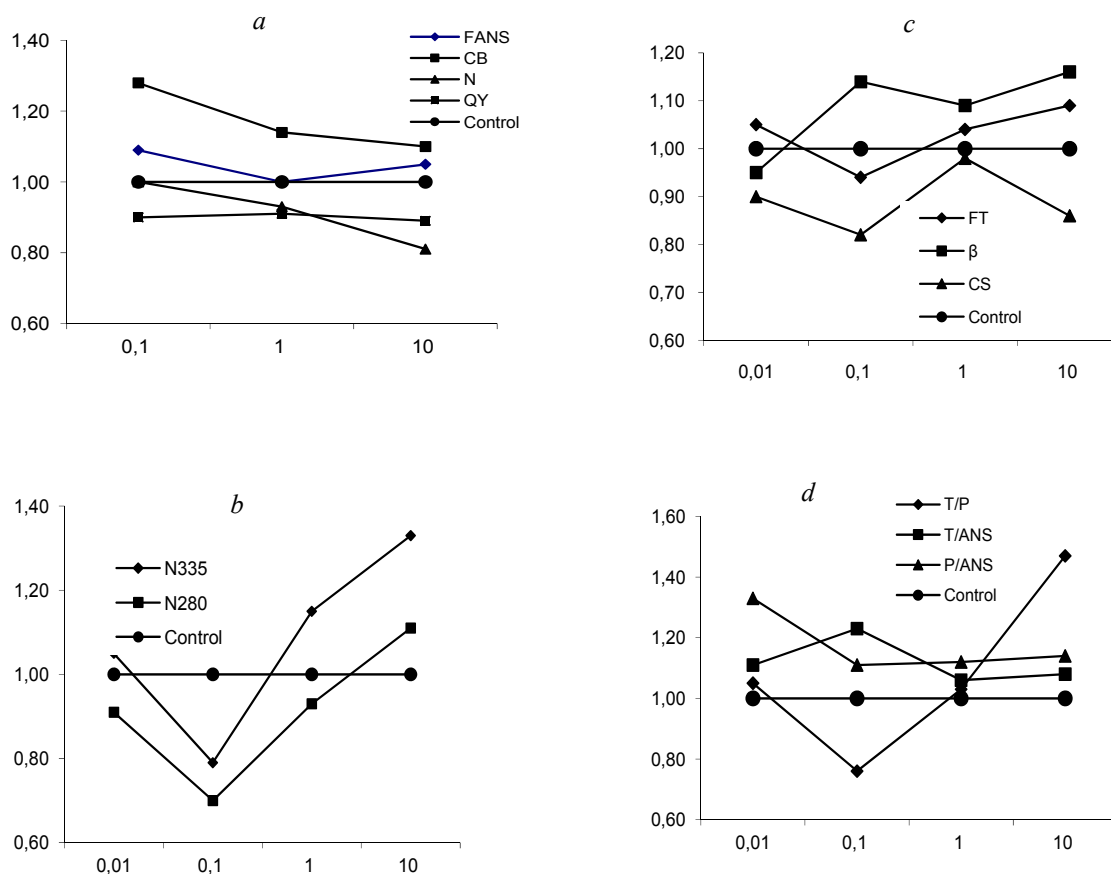 a
1,40
1,20
1,00
0,80
0,60
0,1
1
10
FANS
CB
N
QY
Control
c
1,20
1,10
1,00
0,90
0,80
0,70
0,60
0,01
0,1
1
10
FT
β
CS
Control
b
1,40
1,20
1,00
0,80
0,60
0,01
0,1
1
10
N335
N280
Control
d
1,60
1,40
1,20
1,00
0,80
0,60
0,01
0,1
1
10
T/P
T/ANS
P/ANS
Control